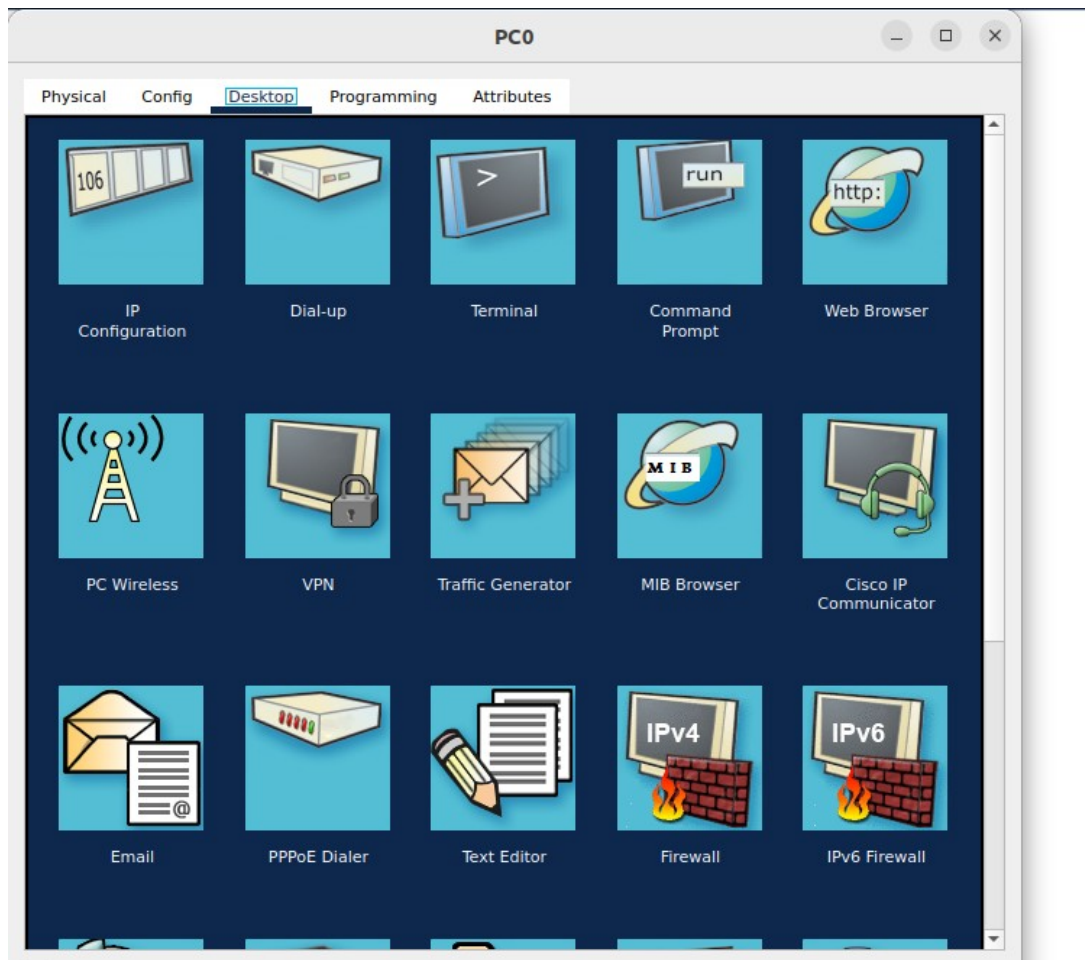 PC0
Physical Config Desktop Programming Attributes
106
>
run
http:
IP
Configuration
Dial-up
Terminal
Command
Prompt
Web Browser
MIB
PC Wireless
VPN
Traffic Generator
MIB Browser
Cisco IP
Communicator
@
IPv4
IPv6
Email
PPPoE Dialer
Text Editor
Firewall
IPv6 Firewall